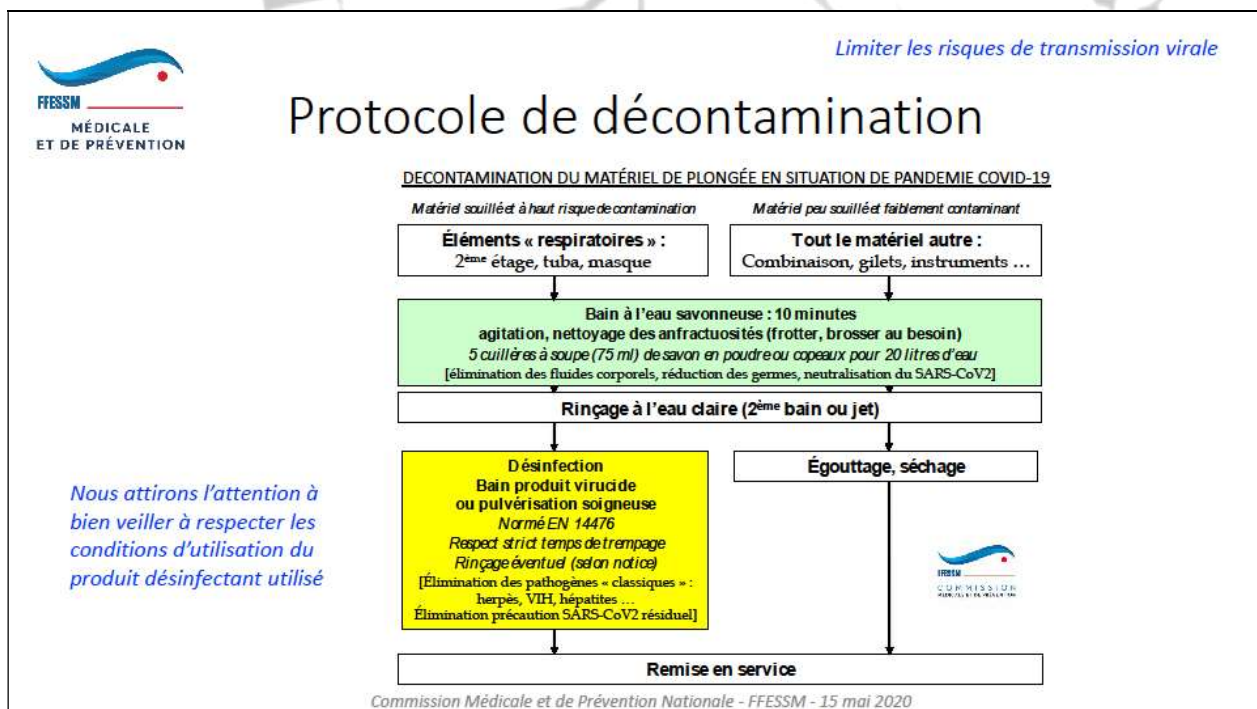 Limiter les risques de transmission virale
FFESSM
MÉDICALE
ET DE PRÉVENTION
Protocole de décontamination
DECONTAMINATION DU MATÉRIEL DE PLONGÉE EN SITUATION DE PANDEMIE COVID-19
Matériel souillé et à haut risque de contamination
Matériel peu souillé et faiblement contaminant
Éléments « respiratoires » :
2ème étage, tuba, masque
Tout le matériel autre :
Combinaison, gilets, instruments ...
Bain à l'eau savonneuse : 10 minutes
agitation, nettoyage des anfractuosités (frotter, brosser au besoin)
5 cuillères à soupe (75 ml) de savon en poudre ou copeaux pour 20 litres d'eau
[élimination des fluides corporels, réduction des germes, neutralisation du SARS-CoV2]
Rinçage à l'eau claire (2ème bain ou jet)
Désinfection
Bain produit virucide
ou pulvérisation soigneuse
Normé EN 14476
Respect strict temps de trempage
Rinçage éventuel (selon notice)
[Élimination des pathogènes « classiques » :
herpès, VIH, hépatites ...
Élimination précaution SARS-CoV2 résiduel]
Égouttage, séchage
Nous attirons l'attention à
bien veiller à respecter les
conditions d'utilisation du
produit désinfectant utilisé
FFESSM
COMMISSION
MÉDICALE ET DE PRÉVENTION
Remise en service
Commission Médicale et de Prévention Nationale - FFESSM - 15 mai 2020